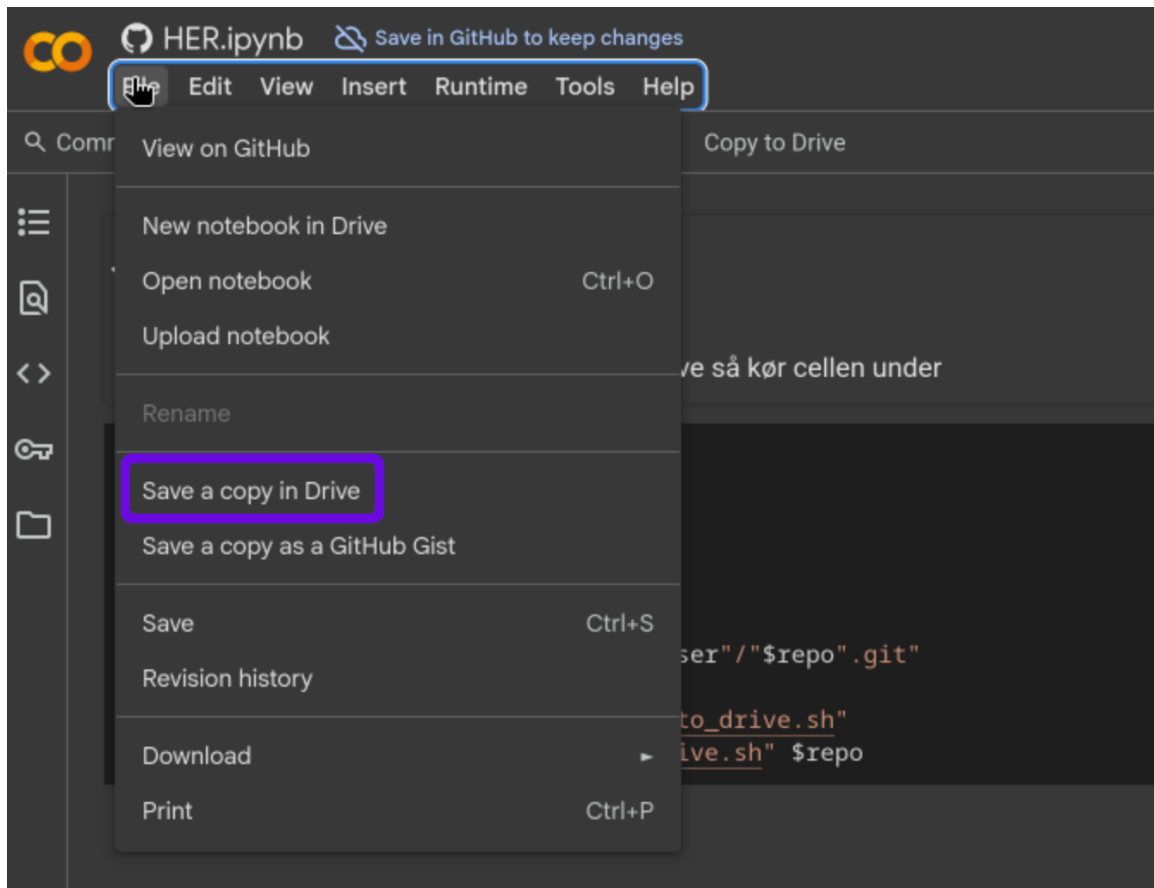 HER.ipynb Save in GitHub to keep changes
File Edit View Insert Runtime Tools Help
Copy to Drive
View on GitHub
New notebook in Drive
Open notebook Ctrl+O
Upload notebook
så kør cellen under
Rename
Save a copy in Drive
Save a copy as a GitHub Gist
Save Ctrl+S
ser"/"$repo".git"
Revision history
to_drive.sh"
Download ►
ive.sh" $repo
Print Ctrl+P